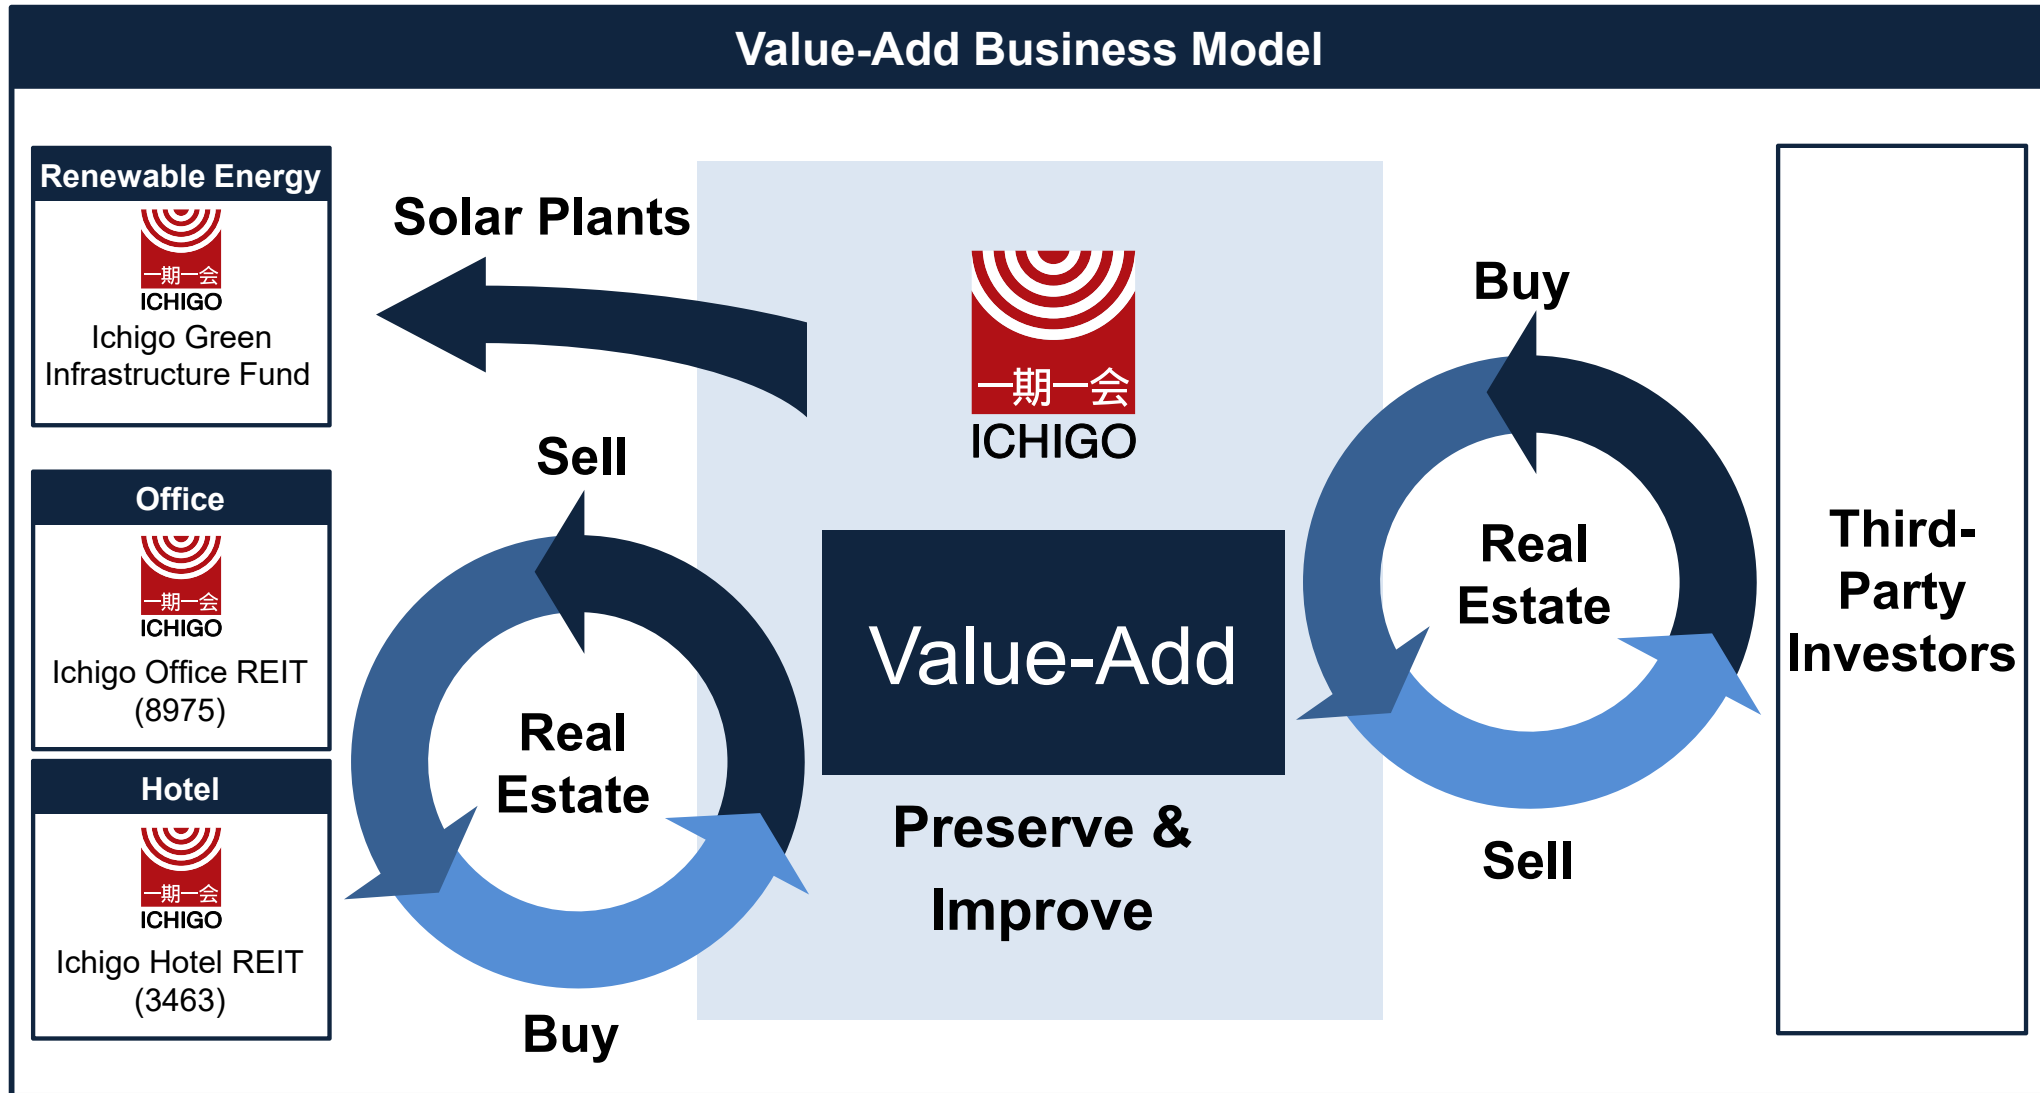 Value-Add Business Model
Renewable Energy
一期一会
ICHIGO
Ichigo Green
Infrastructure Fund
Office
一期一会
ICHIGO
Ichigo Office REIT
(8975)
Hotel
一期一会
ICHIGO
Ichigo Hotel REIT
(3463)
Solar Plants
Sell
Real
Estate
Buy
一期一会
ICHIGO
Value-Add
Preserve &
Improve
Buy
Real
Estate
Sell
Third-
Party
Investors